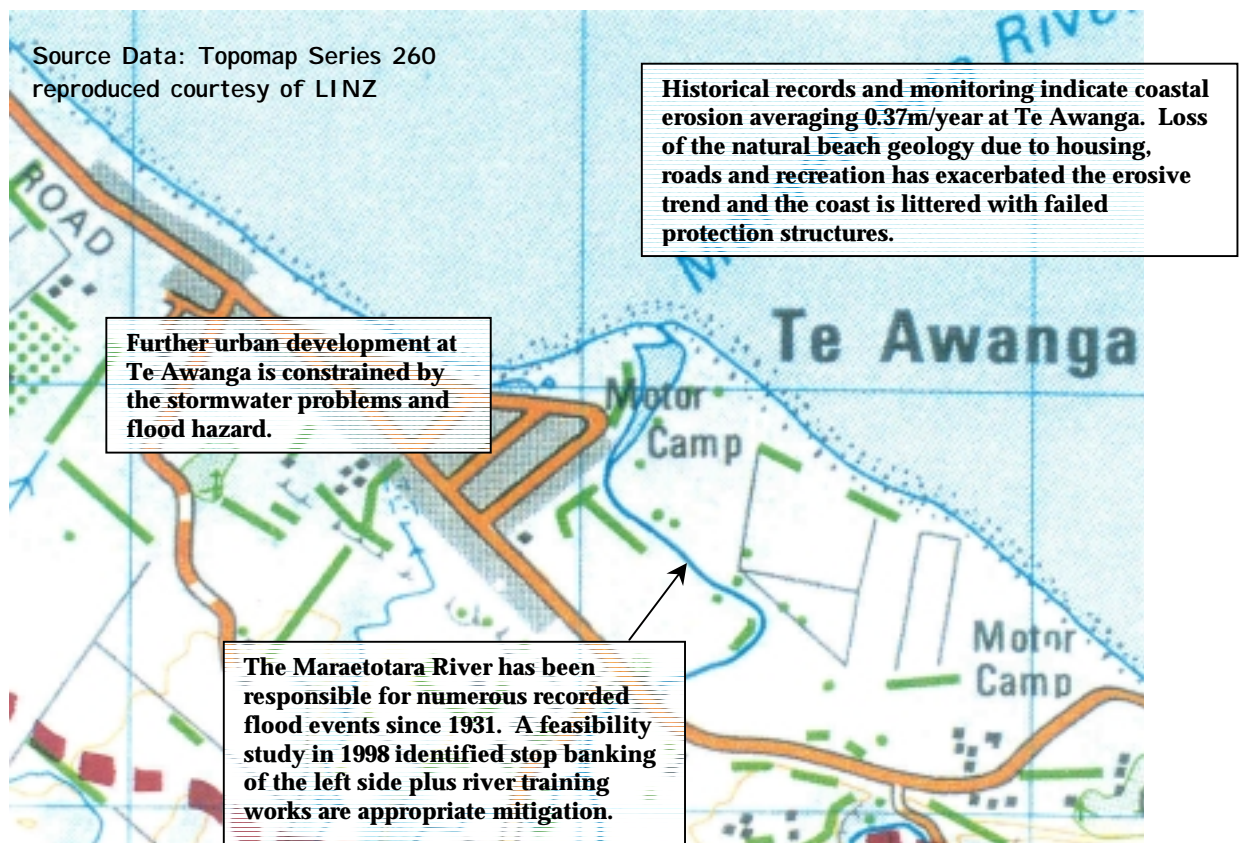 Source Data: Topomap Series 260
reproduced courtesy of LINZ
River
Historical records and monitoring indicate coastal
erosion averaging 0.37m/year at Te Awanga. Loss
of the natural beach geology due to housing,
roads and recreation has exacerbated the erosive
trend and the coast is littered with failed
protection structures.
ROAD
Te Awanga
Further urban development at
Te Awanga is constrained by
the stormwater problems and
flood hazard.
Motor
Camp
The Maraetotara River has been
responsible for numerous recorded
flood events since 1931. A feasibility
study in 1998 identified stop banking
of the left side plus river training
works are appropriate mitigation.
Motor
Camp